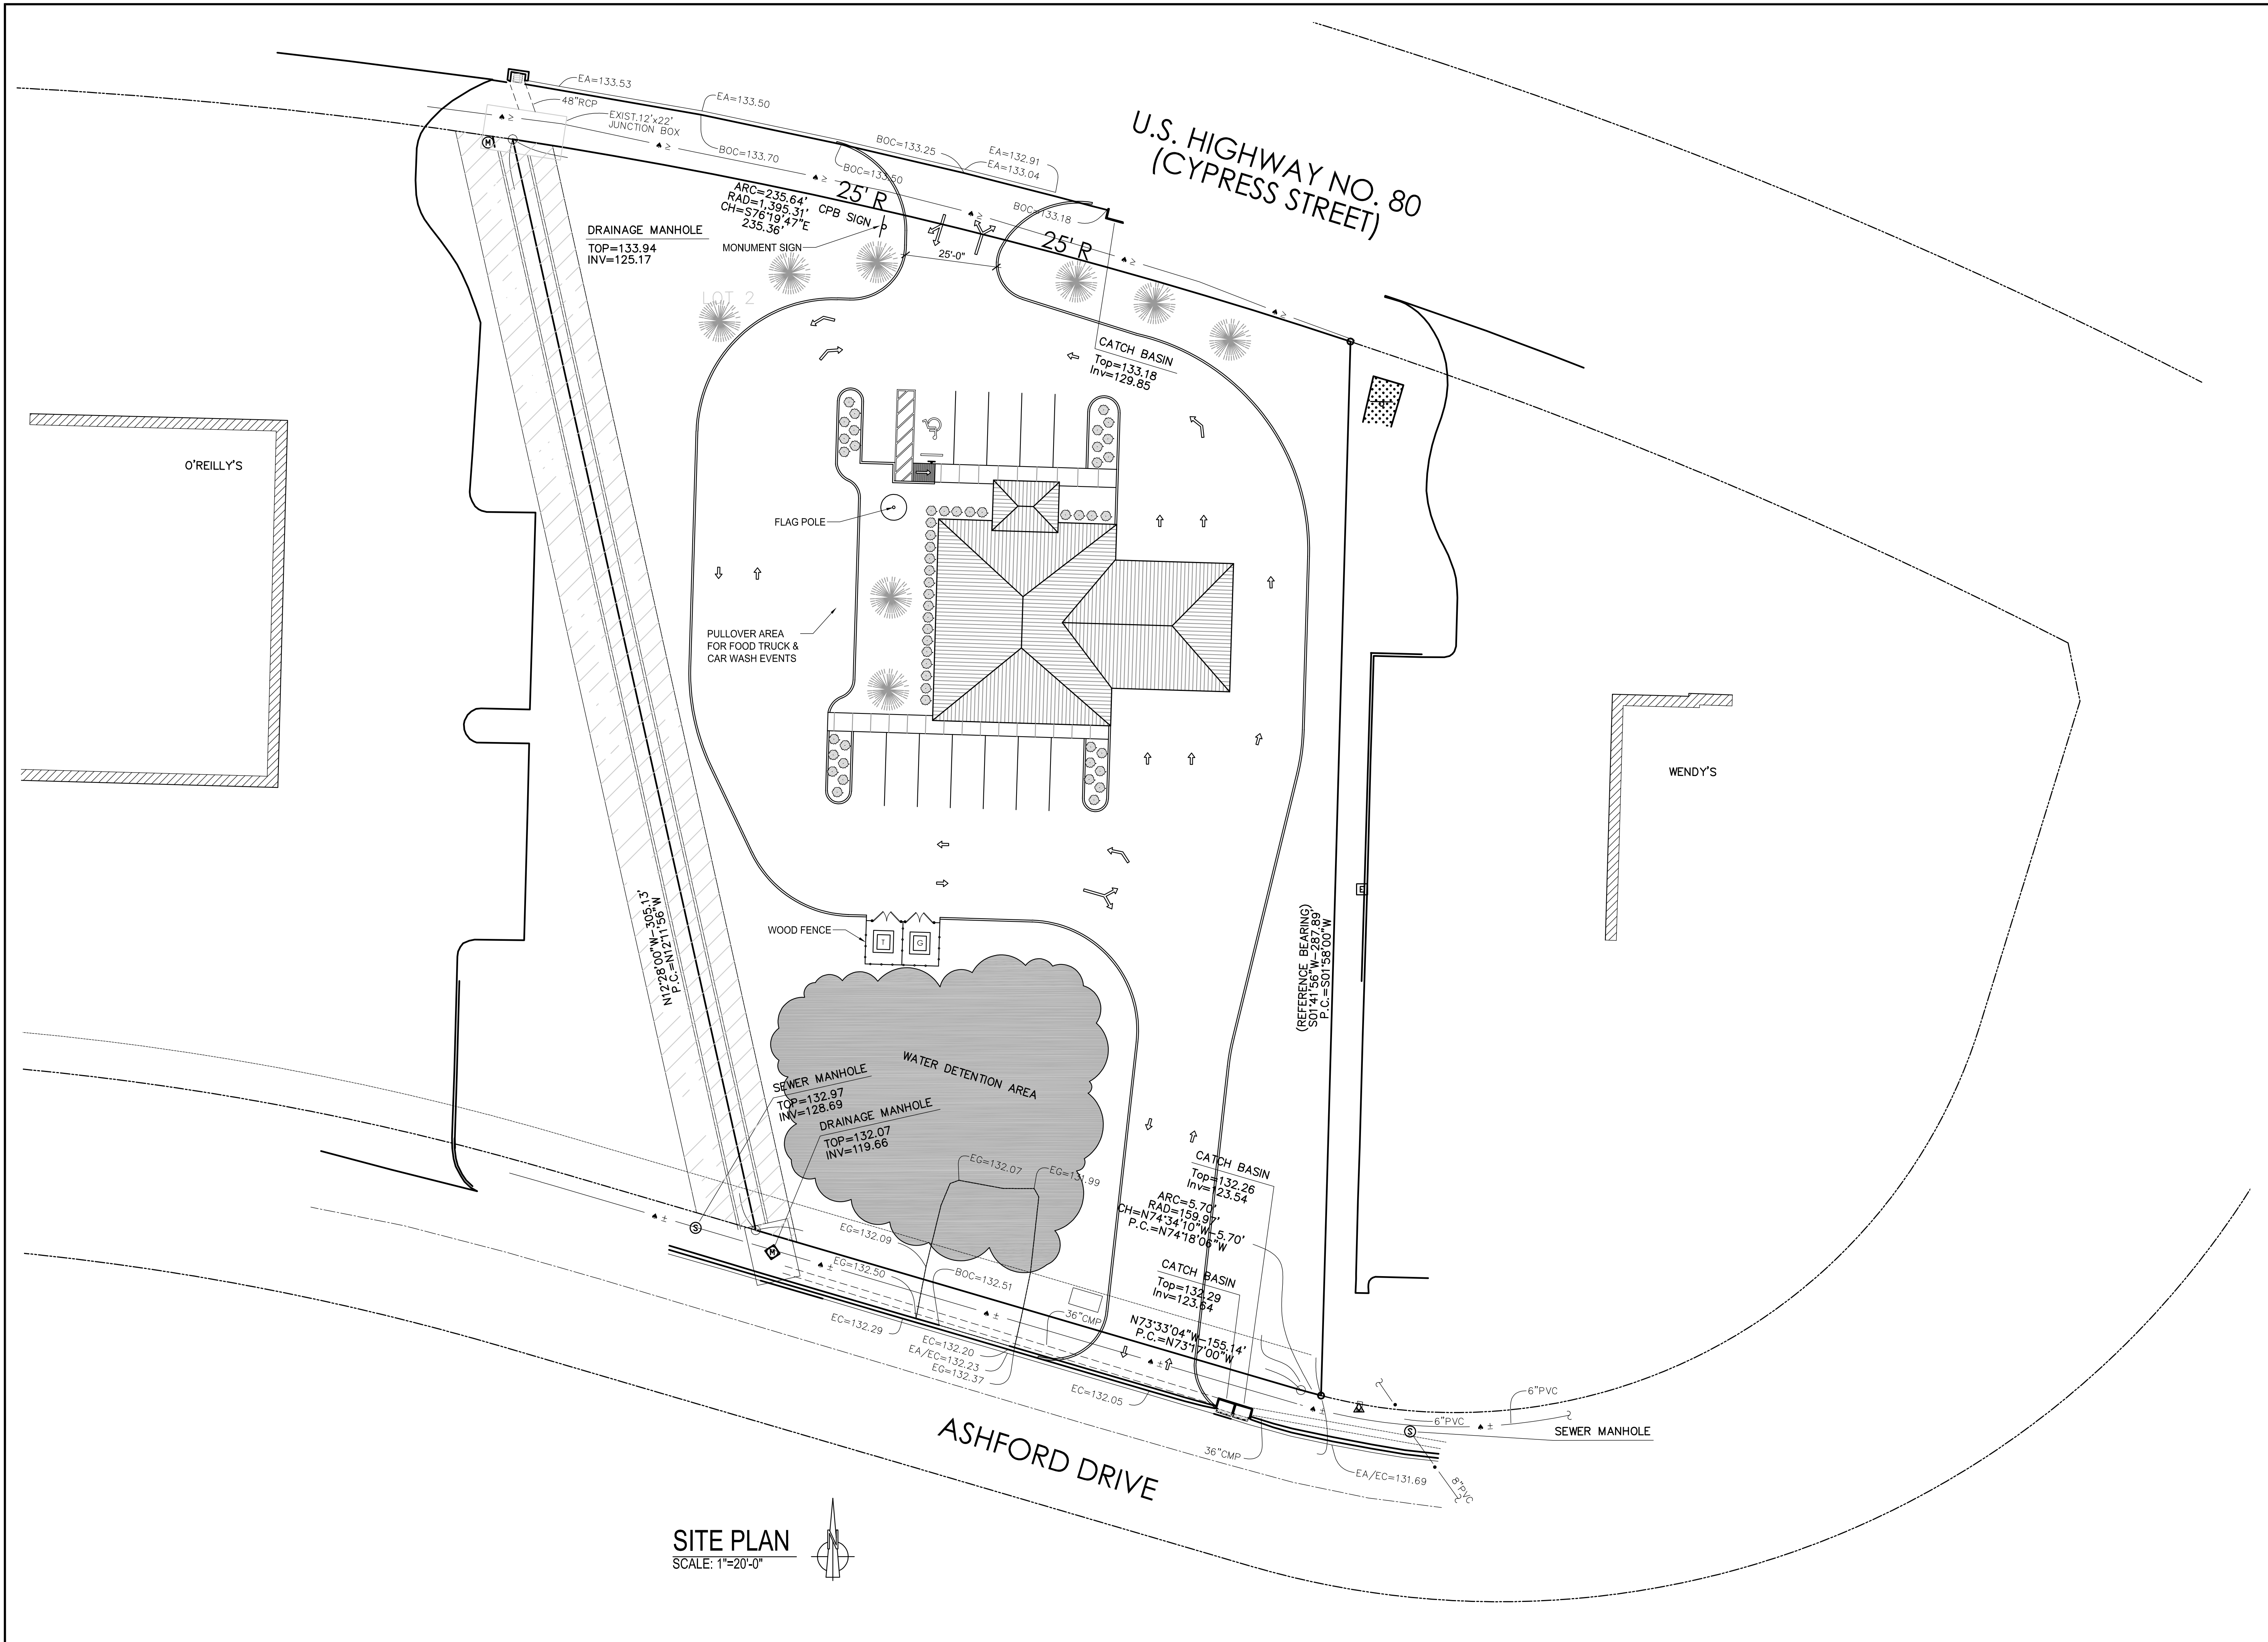 EA=133.53
EA=133.50
48"RCP
EXIST.12'x22'
JUNCTION BOX
BOC=133.70
BOC=133.25
EA=132.91
EA=133.04
BOC=133.50
BOC=133.18
U.S. HIGHWAY NO. 80
(CYPRESS STREET)
M
25' R
25' R
ARC=235.64'
RAD=1,395.31'
CH=S76°19'47"E
235.36'
CPB SIGN
MONUMENT SIGN
25'-0"
DRAINAGE MANHOLE
TOP=133.94
INV=125.17
LOT 2
CATCH BASIN
Top=133.18
Inv=129.85
O'REILLY'S
FLAG POLE
PULLOVER AREA
FOR FOOD TRUCK &
CAR WASH EVENTS
WENDY'S
E
WOOD FENCE
T
G
N12°28'00"W-305.13'
P.C.=N12°11'56"W
(REFERENCE BEARING)
S01°41'56"W-287.89'
P.C.=S01°58'00"W
WATER DETENTION AREA
SEWER MANHOLE
TOP=132.97
INV=128.69
DRAINAGE MANHOLE
TOP=132.07
INV=119.66
EG=132.07
EG=131.99
CATCH BASIN
Top=132.26
Inv=123.54
ARC=5.70'
RAD=159.97'
CH=N74°34'10"W-5.70'
P.C.=N74°18'06"W
S
M
EG=132.09
EG=132.50
BOC=132.51
CATCH BASIN
Top=132.29
Inv=123.64
36"CMP
N73°33'04"W-155.14'
P.C.=N73°17'00"W
EC=132.29
EC=132.20
EA/EC=132.23
EG=132.37
EC=132.05
6"PVC
6"PVC
S
SEWER MANHOLE
36"CMP
EA/EC=131.69
8"PVC
ASHFORD DRIVE
SITE PLAN
SCALE: 1"=20'-0"
N